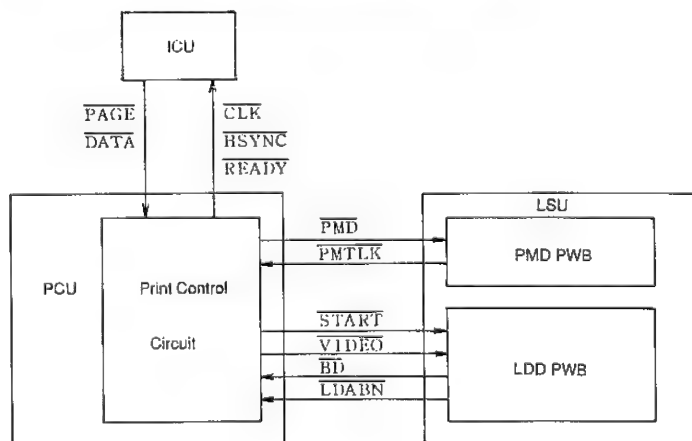 ICU
PAGE
DATA
CLK
HSYNC
READY
LSU
PMD
PMTLK
PMD PWB
PCU
Print Control
Circuit
START
VIDEO
BD
LDABN
LDD PWB